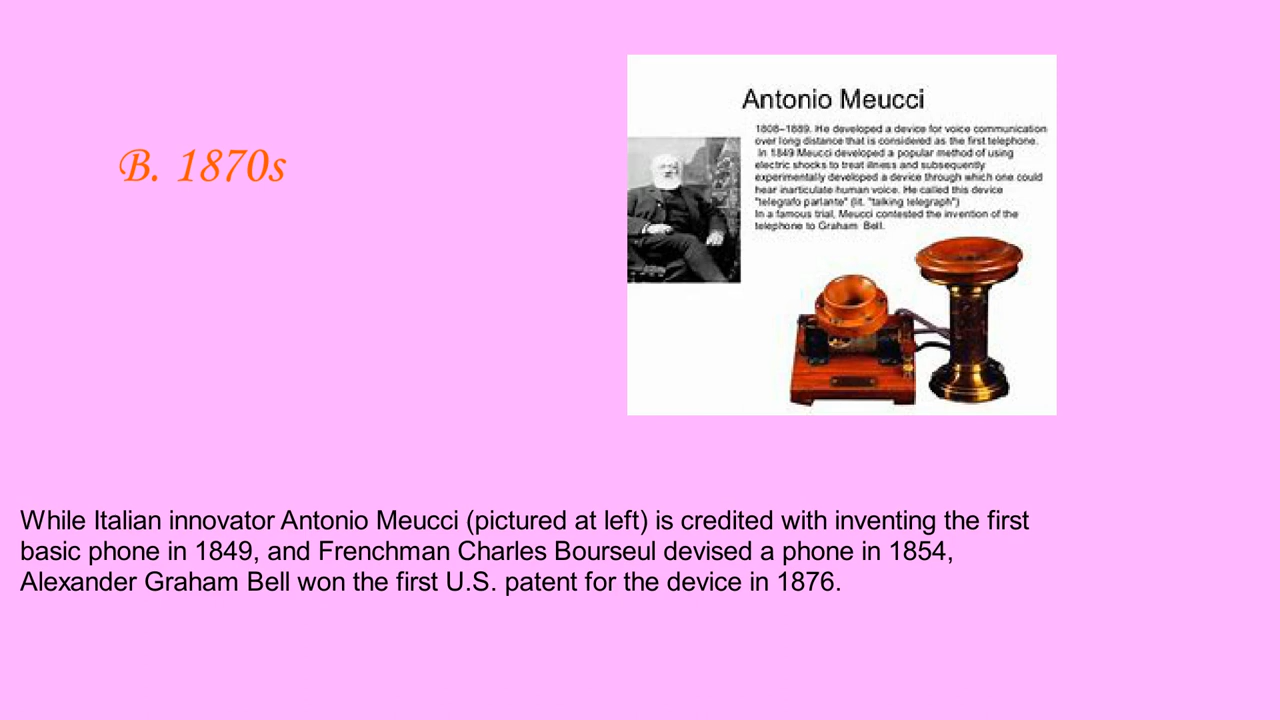 B. 1870s
Antonio Meucci
1808–1889. He developed a device for voice communication
over long distance that is considered as the first telephone.
In 1849 Meucci developed a popular method of using
electric shocks to treat illness and subsequently
experimentally developed a device through which one could
hear inarticulate human voice. He called this device
"telegrafo parlante" (lit. "talking telegraph")
In a famous trial, Meucci contested the invention of the
telephone to Graham Bell.
While Italian innovator Antonio Meucci (pictured at left) is credited with inventing the first
basic phone in 1849, and Frenchman Charles Bourseul devised a phone in 1854,
Alexander Graham Bell won the first U.S. patent for the device in 1876.